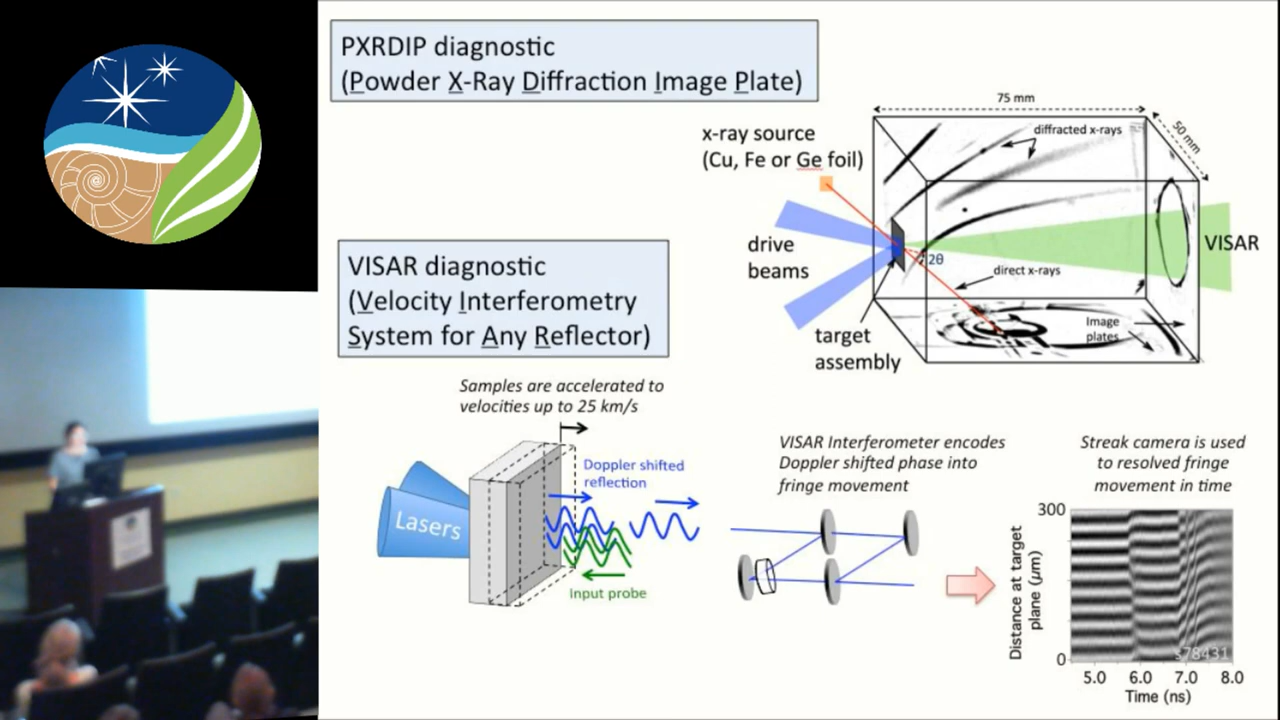 PXRDIP diagnostic
(Powder X-Ray Diffraction Image Plate)
x-ray source
(Cu, Fe or Ge foil)
75 mm
50 mm
diffracted x-rays
drive
beams
2θ
direct x-rays
VISAR
target
assembly
Image
plates
VISAR diagnostic
(Velocity Interferometry
System for Any Reflector)
Samples are accelerated to
velocities up to 25 km/s
Doppler shifted
reflection
Lasers
Input probe
VISAR Interferometer encodes
Doppler shifted phase into
fringe movement
Streak camera is used
to resolved fringe
movement in time
300
Distance at target
plane (μm)
0
s78431
5.0 6.0 7.0 8.0
Time (ns)